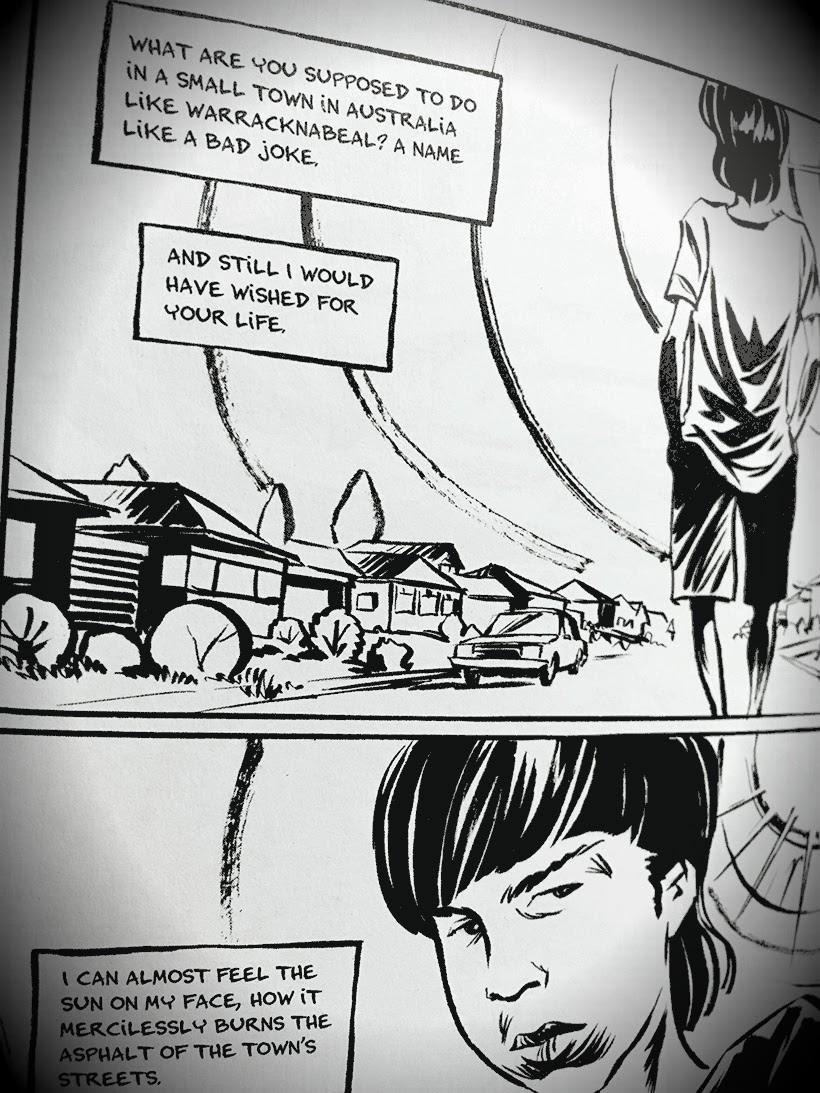 WHAT ARE YOU SUPPOSED TO DO
IN A SMALL TOWN IN AUSTRALIA
LIKE WARRACKNABEAL? A NAME
LIKE A BAD JOKE.
AND STILL I WOULD
HAVE WISHED FOR
YOUR LIFE.
I CAN ALMOST FEEL THE
SUN ON MY FACE, HOW IT
MERCILESSLY BURNS THE
ASPHALT OF THE TOWN'S
STREETS.